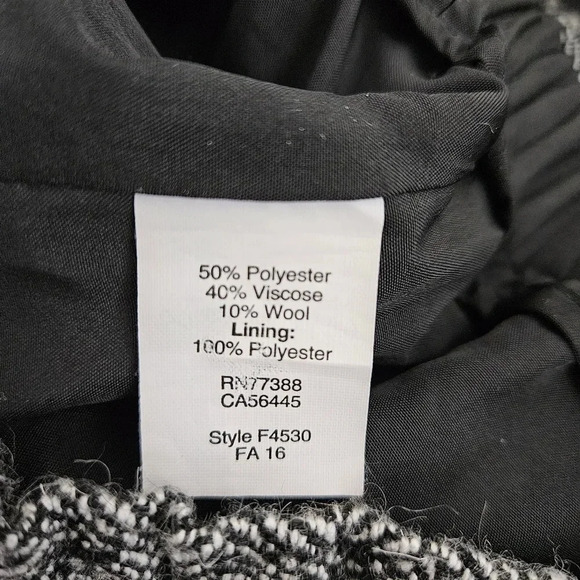 50% Polyester
40% Viscose
10% Wool
Lining:
100% Polyester
RN77388
CA56445
Style F4530
FA 16